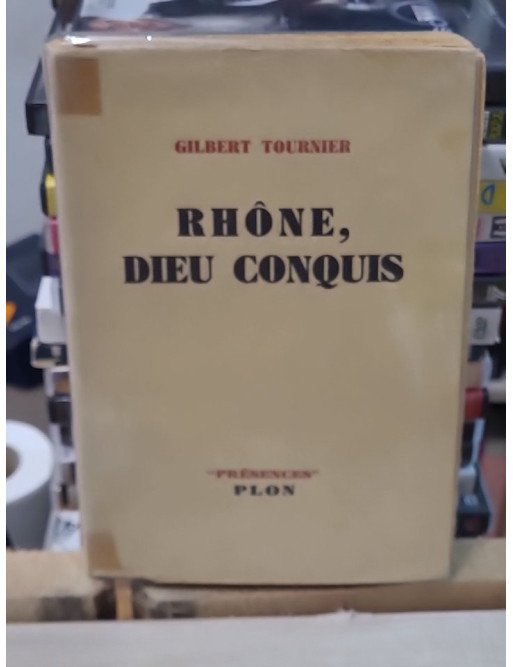 GILBERT TOURNIER
RHÔNE,
DIEU CONQUIS
"PRÉSENCES"
PLON